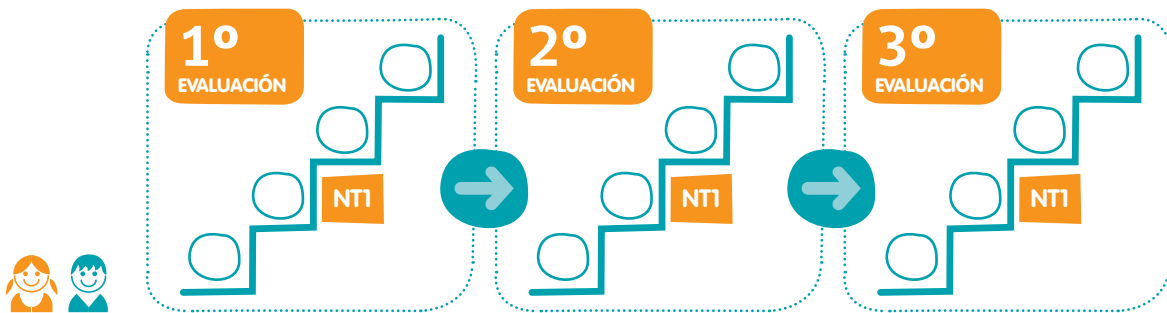 1º
EVALUACIÓN
NT1
2º
EVALUACIÓN
NT1
3º
EVALUACIÓN
NT1